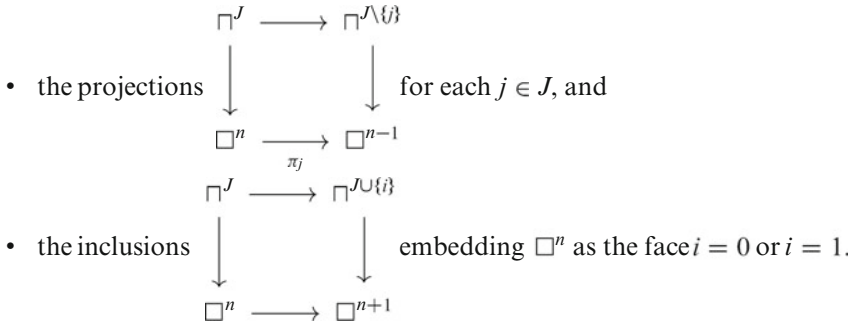 ⊓^J ⟶ ⊓^{J\{j}}
• the projections for each j ∈ J, and
□^n ⟶ □^{n−1}
π_j
⊓^J ⟶ ⊓^{J∪{i}}
• the inclusions embedding □^n as the face i = 0 or i = 1.
□^n ⟶ □^{n+1}